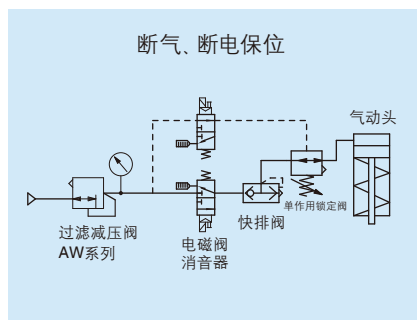 断气、断电保位
气动头
单作用锁定阀
快排阀
过滤减压阀
AW系列
电磁阀
消音器